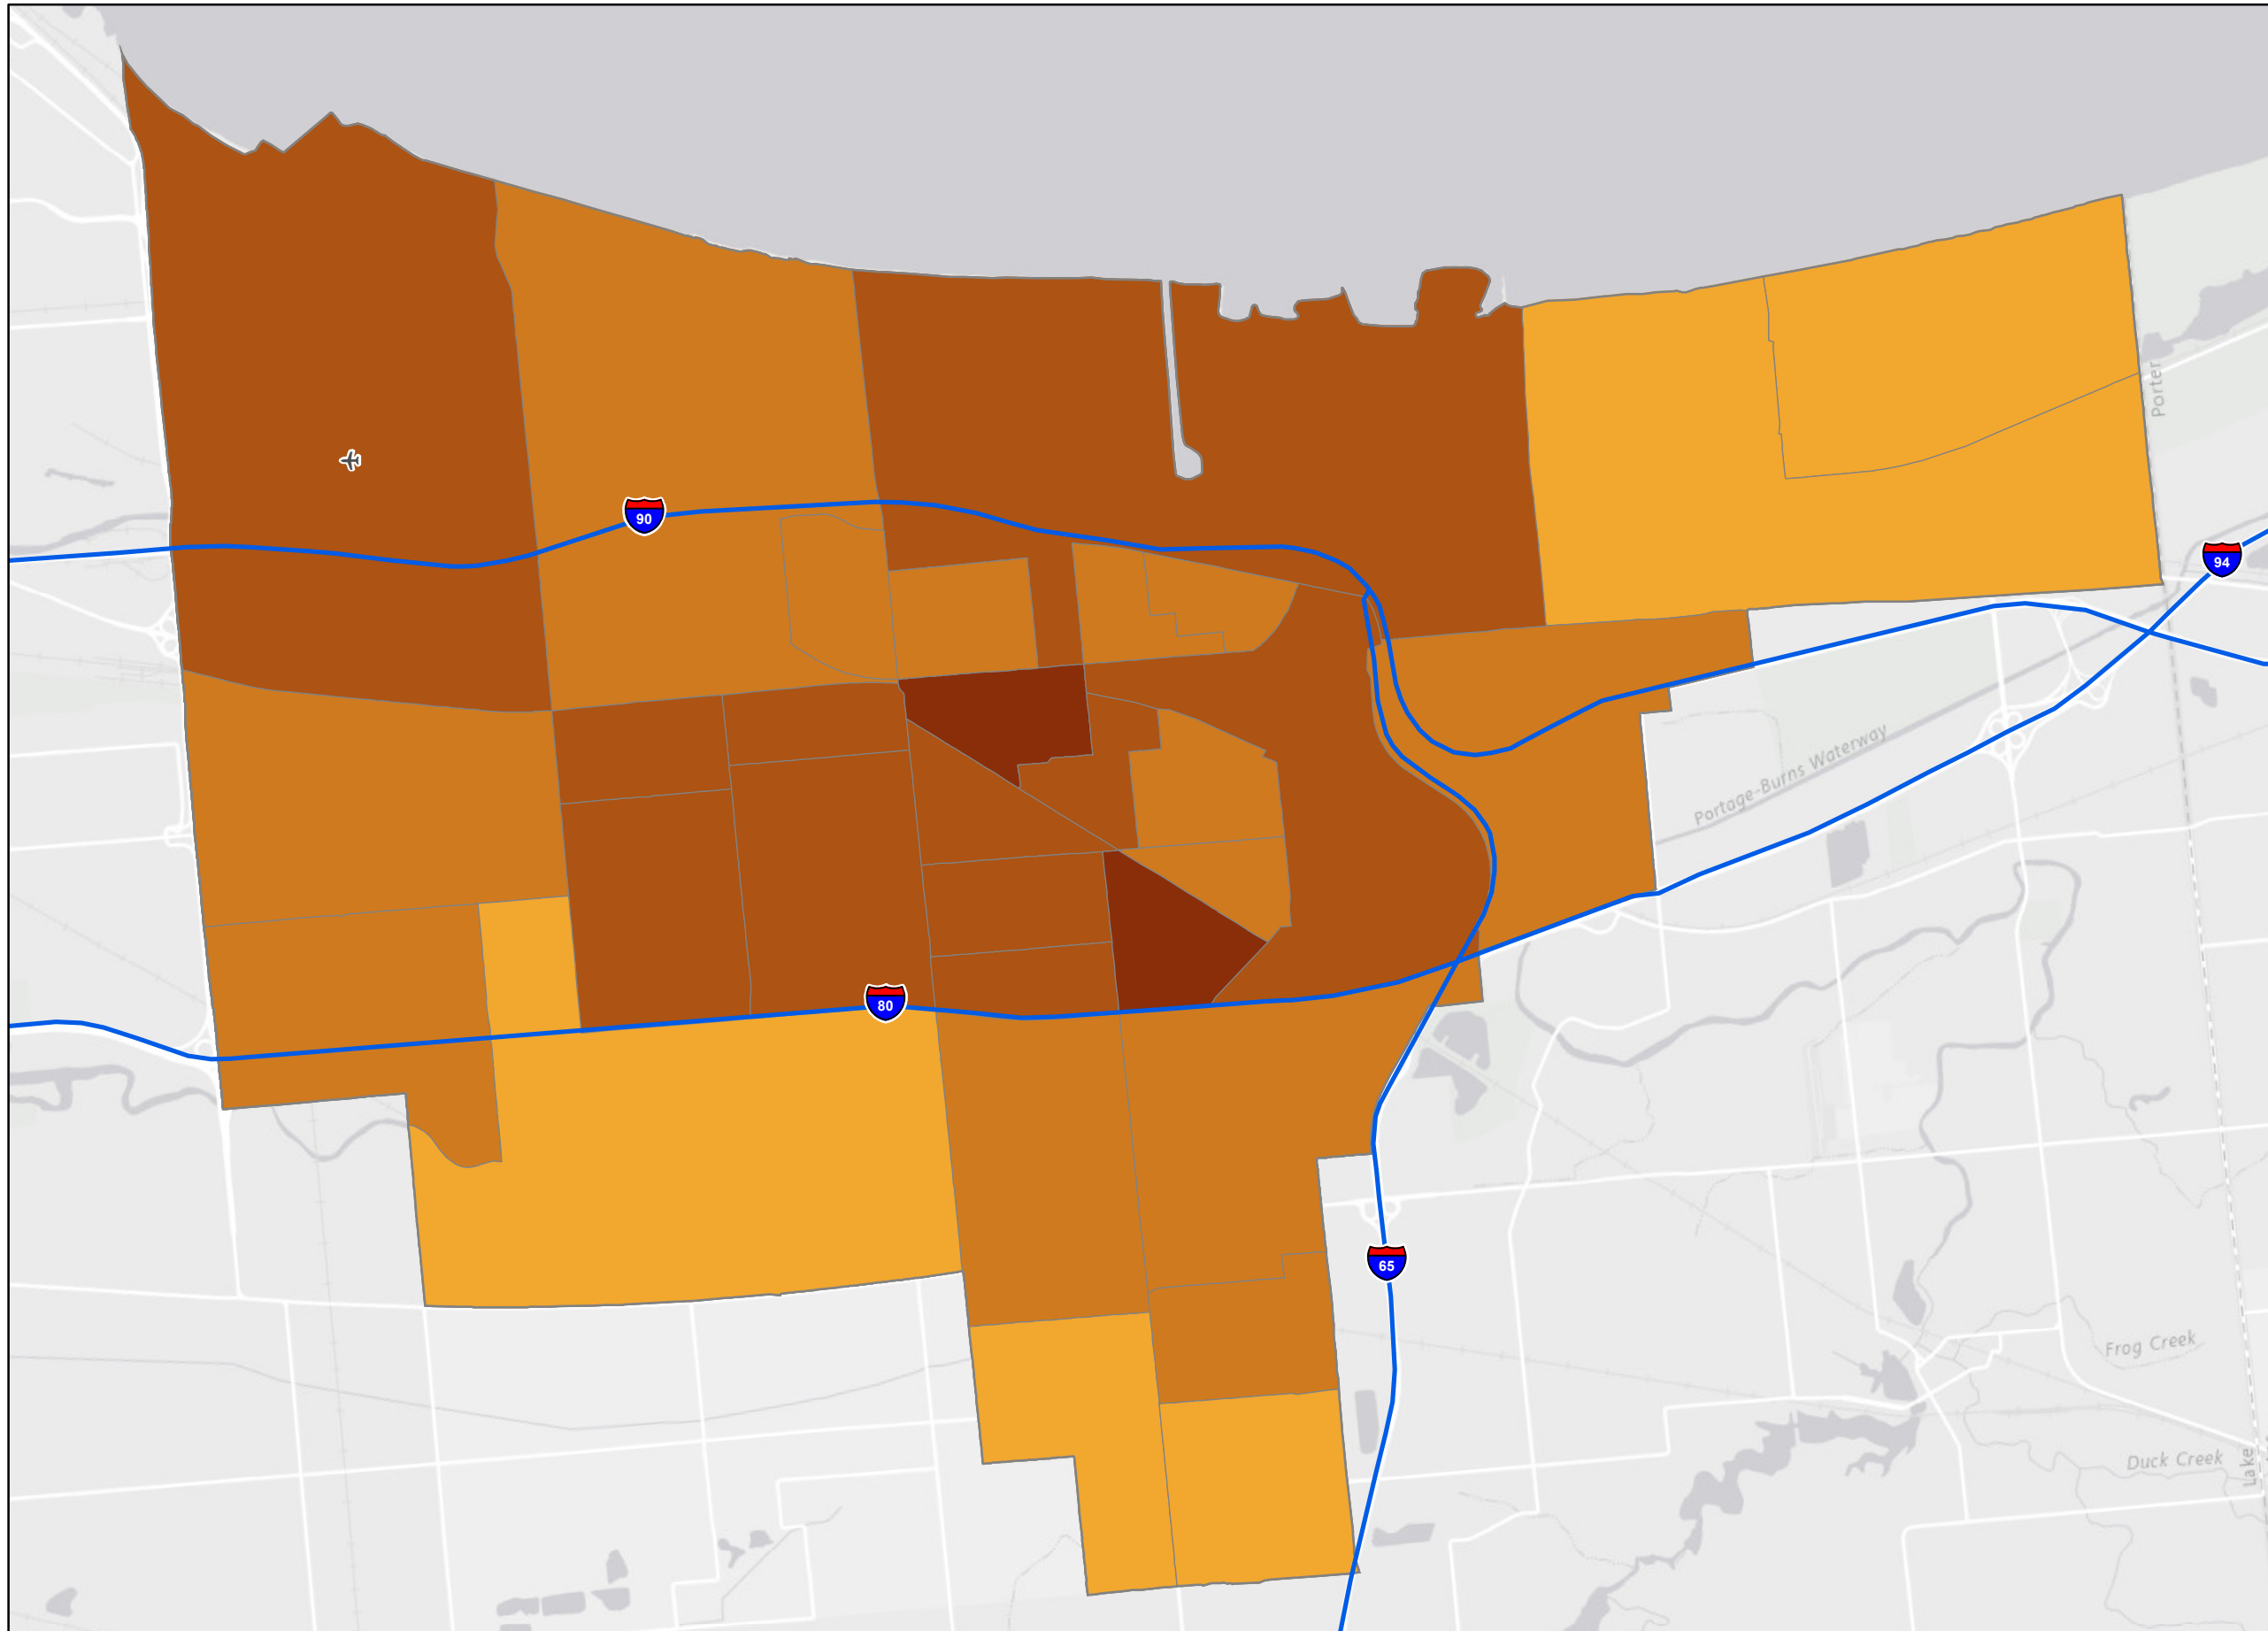 Porter
90
94
Portage-Burns Waterway
80
65
Frog Creek
Duck Creek
Lake